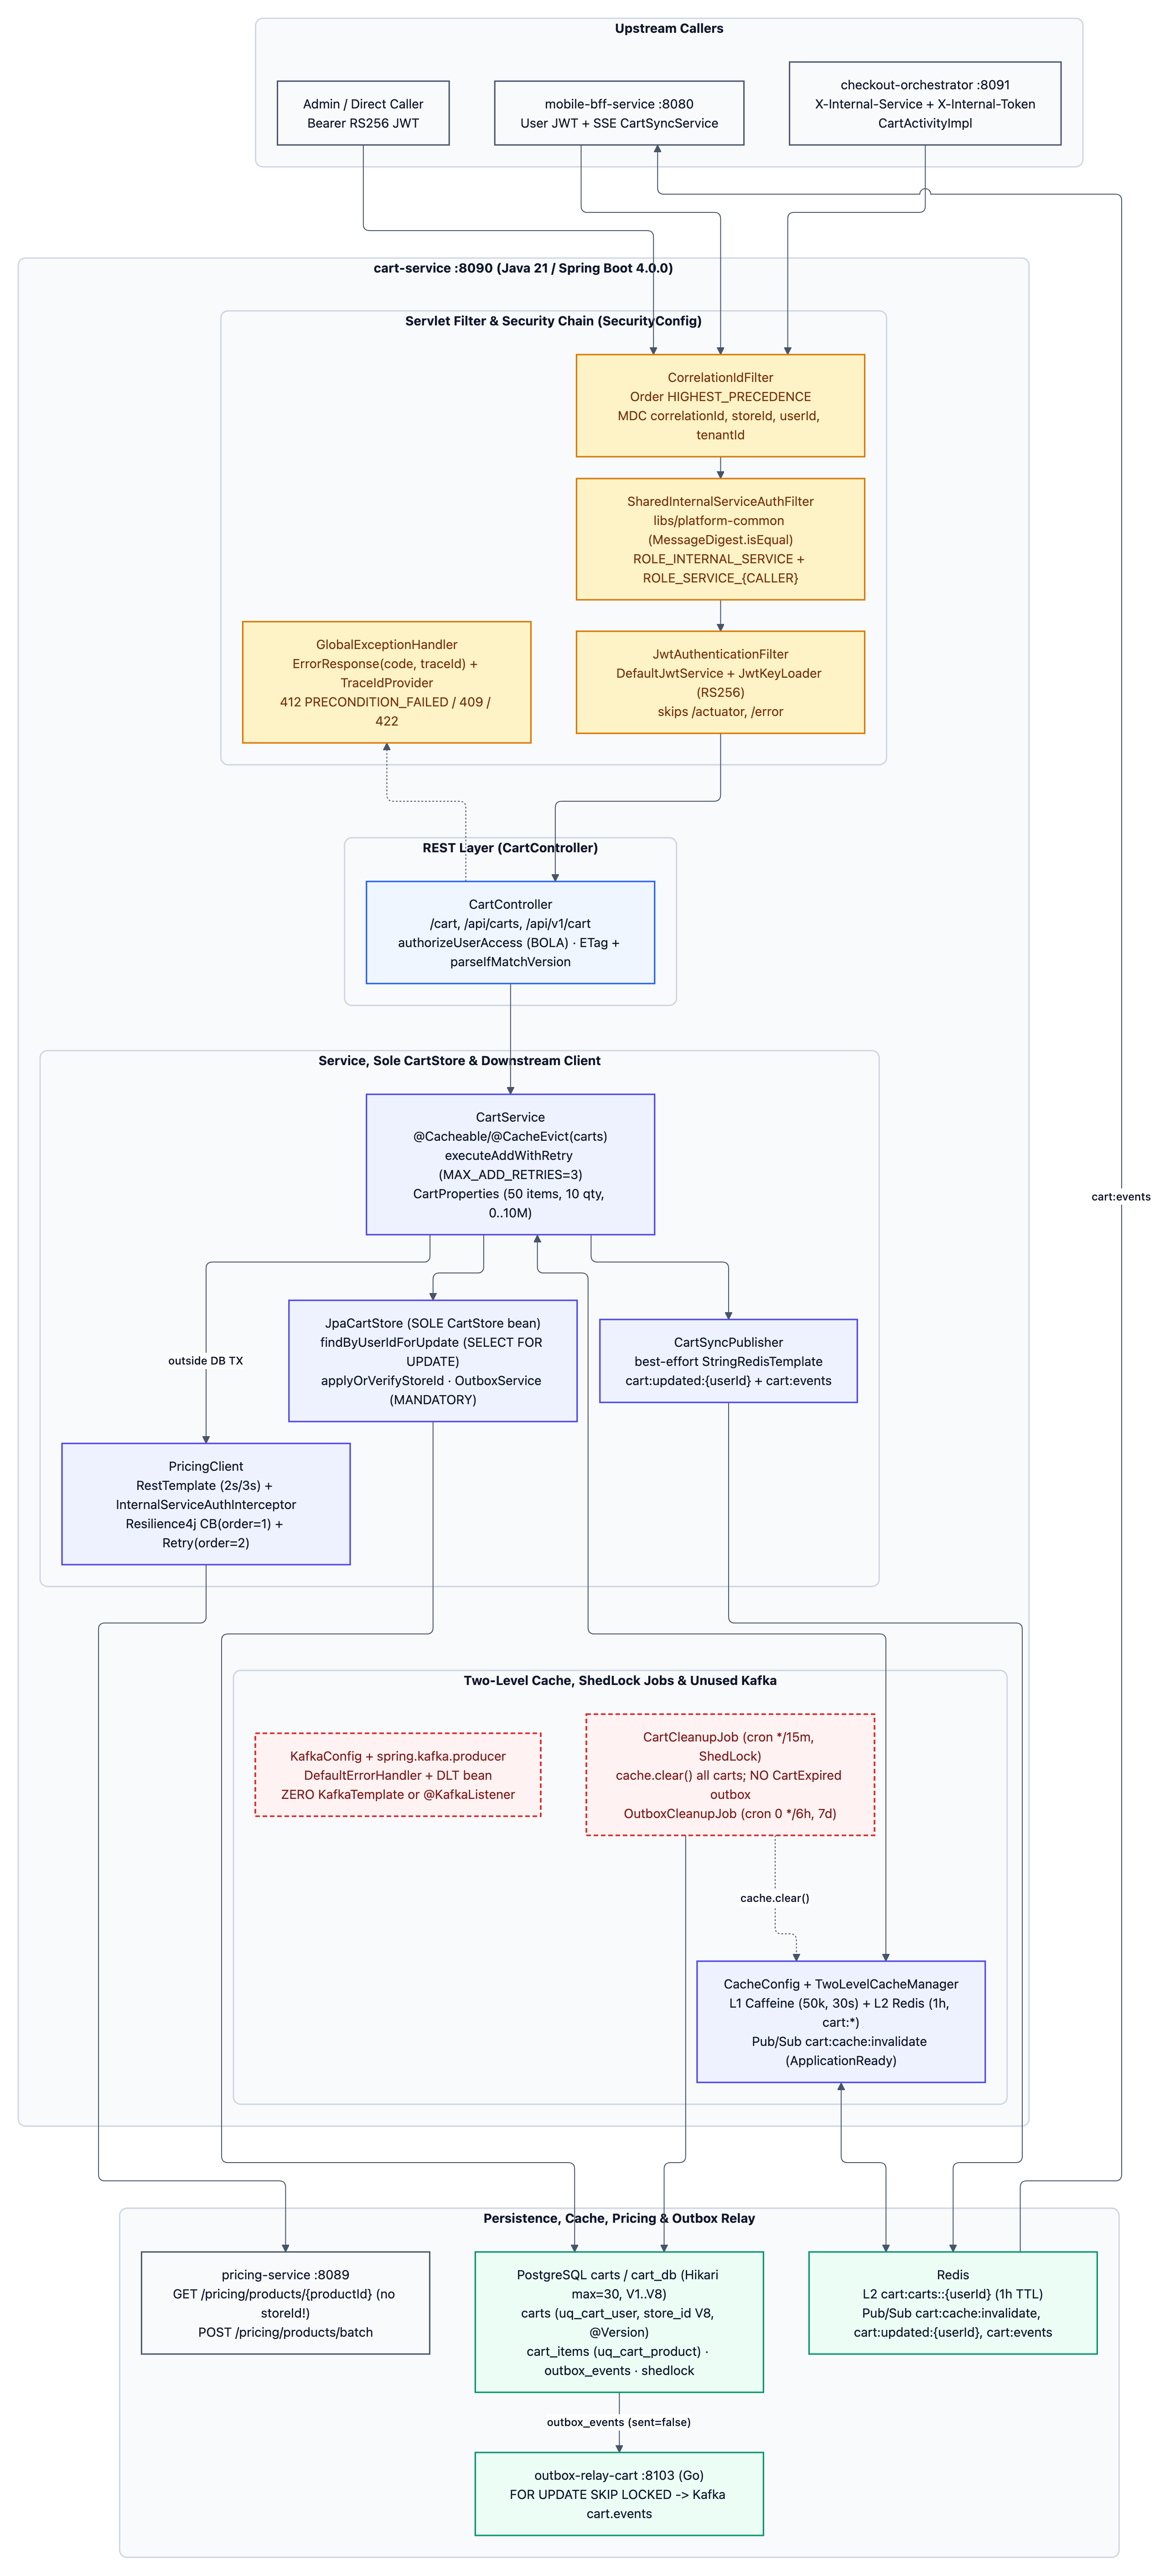 Upstream Callers
Admin / Direct Caller
Bearer RS256 JWT
mobile-bff-service :8080
User JWT + SSE CartSyncService
checkout-orchestrator :8091
X-Internal-Service + X-Internal-Token
CartActivityImpl
cart-service :8090 (Java 21 / Spring Boot 4.0.0)
Servlet Filter & Security Chain (SecurityConfig)
CorrelationIdFilter
Order HIGHEST_PRECEDENCE
MDC correlationId, storeId, userId,
tenantId
SharedInternalServiceAuthFilter
libs/platform-common
(MessageDigest.isEqual)
ROLE_INTERNAL_SERVICE +
ROLE_SERVICE_{CALLER}
GlobalExceptionHandler
ErrorResponse(code, traceId) +
TraceIdProvider
412 PRECONDITION_FAILED / 409 /
422
JwtAuthenticationFilter
DefaultJwtService + JwtKeyLoader
(RS256)
skips /actuator, /error
REST Layer (CartController)
CartController
/cart, /api/carts, /api/v1/cart
authorizeUserAccess (BOLA) · ETag +
parseIfMatchVersion
cart:events
Service, Sole CartStore & Downstream Client
CartService
@Cacheable/@CacheEvict(carts)
executeAddWithRetry
(MAX_ADD_RETRIES=3)
CartProperties (50 items, 10 qty,
0..10M)
outside DB TX
JpaCartStore (SOLE CartStore bean)
findByUserIdForUpdate (SELECT FOR
UPDATE)
applyOrVerifyStoreId · OutboxService
(MANDATORY)
CartSyncPublisher
best-effort StringRedisTemplate
cart:updated:{userId} + cart:events
PricingClient
RestTemplate (2s/3s) +
InternalServiceAuthInterceptor
Resilience4j CB(order=1) +
Retry(order=2)
Two-Level Cache, ShedLock Jobs & Unused Kafka
KafkaConfig + spring.kafka.producer
DefaultErrorHandler + DLT bean
ZERO KafkaTemplate or @KafkaListener
CartCleanupJob (cron */15m,
ShedLock)
cache.clear() all carts; NO CartExpired
outbox
OutboxCleanupJob (cron 0 */6h, 7d)
cache.clear()
CacheConfig + TwoLevelCacheManager
L1 Caffeine (50k, 30s) + L2 Redis (1h,
cart:*)
Pub/Sub cart:cache:invalidate
(ApplicationReady)
Persistence, Cache, Pricing & Outbox Relay
pricing-service :8089
GET /pricing/products/{productId} (no
storeId!)
POST /pricing/products/batch
PostgreSQL carts / cart_db (Hikari
max=30, V1..V8)
carts (uq_cart_user, store_id V8,
@Version)
cart_items (uq_cart_product) ·
outbox_events · shedlock
Redis
L2 cart:carts::{userId} (1h TTL)
Pub/Sub cart:cache:invalidate,
cart:updated:{userId}, cart:events
outbox_events (sent=false)
outbox-relay-cart :8103 (Go)
FOR UPDATE SKIP LOCKED -> Kafka
cart.events